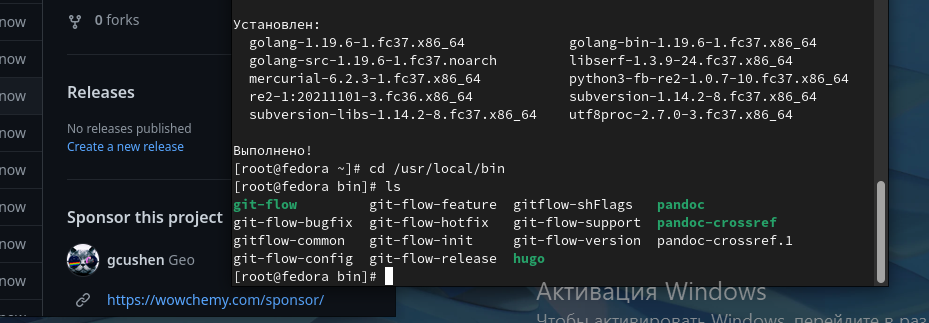 now
now
now
now
now
now
now
now
0 forks
Releases
No releases published
Create a new release
Sponsor this project
gcushen Geo
https://wowchemy.com/sponsor/
Установлен:
golang-1.19.6-1.fc37.x86_64 golang-bin-1.19.6-1.fc37.x86_64
golang-src-1.19.6-1.fc37.noarch libserf-1.3.9-24.fc37.x86_64
mercurial-6.2.3-1.fc37.x86_64 python3-fb-re2-1.0.7-10.fc37.x86_64
re2-1:20211101-3.fc36.x86_64 subversion-1.14.2-8.fc37.x86_64
subversion-libs-1.14.2-8.fc37.x86_64 utf8proc-2.7.0-3.fc37.x86_64
Выполнено!
[root@fedora ~]# cd /usr/local/bin
[root@fedora bin]# ls
git-flow git-flow-feature gitflow-shFlags pandoc
git-flow-bugfix git-flow-hotfix git-flow-support pandoc-crossref
gitflow-common git-flow-init git-flow-version pandoc-crossref.1
git-flow-config git-flow-release hugo
[root@fedora bin]#
Активация Windows
Чтобы активировать Windows, перейдите в раз